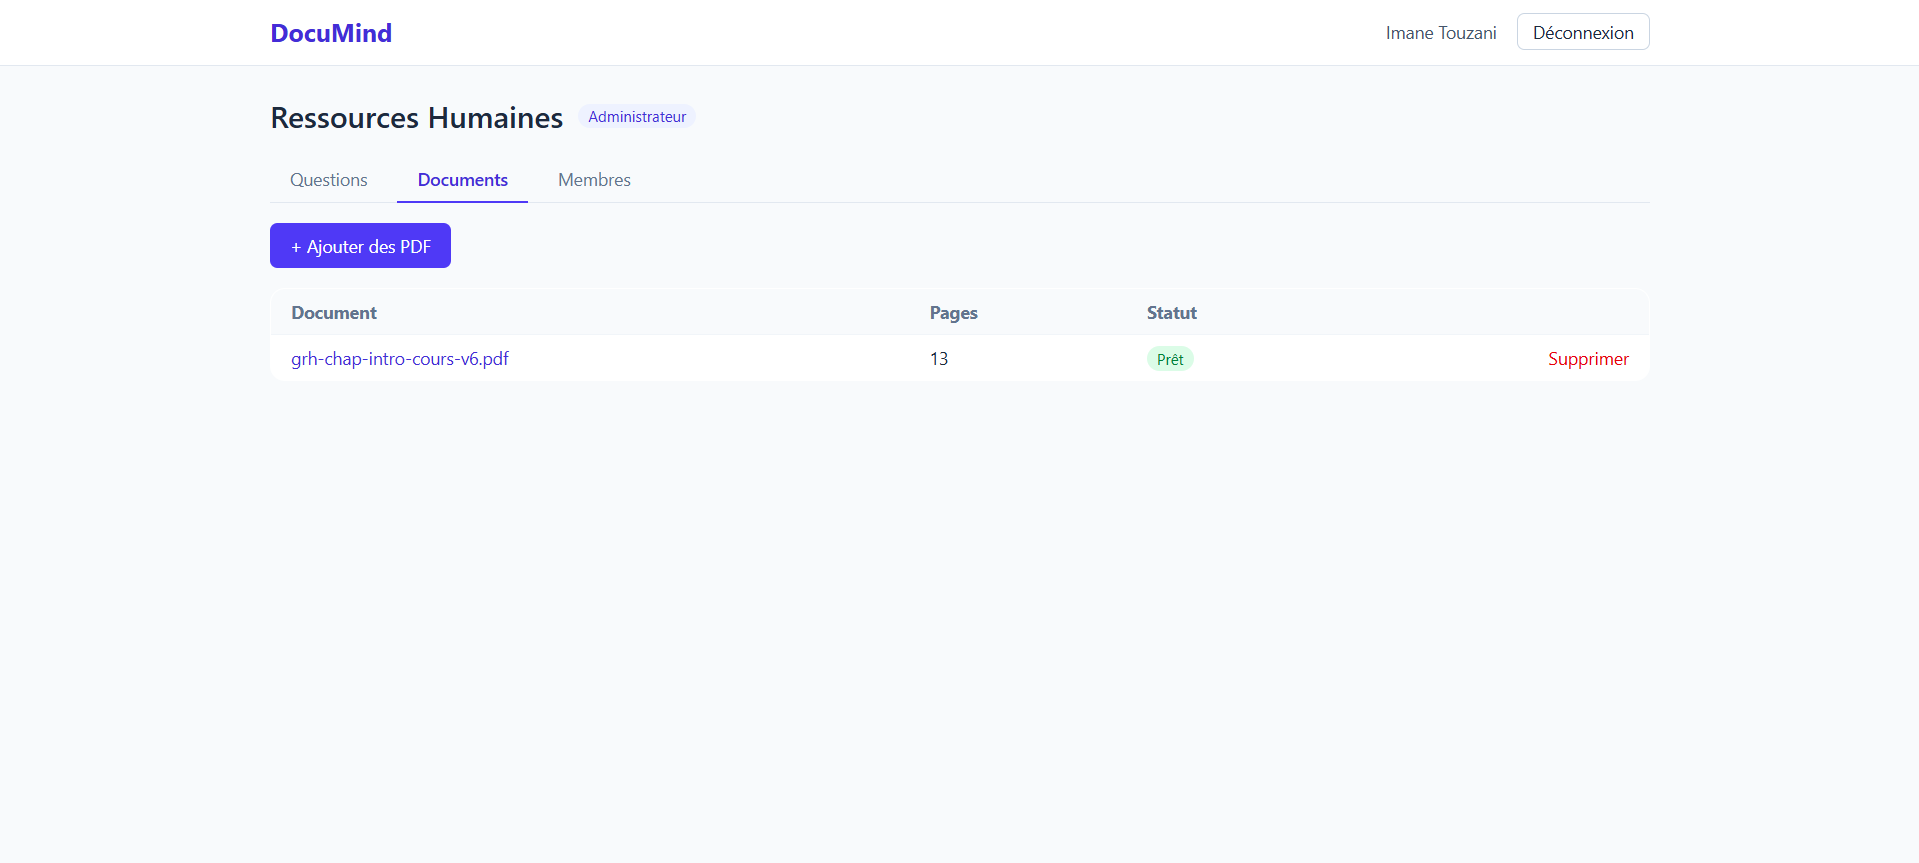 DocuMind
Imane Touzani
Déconnexion
Ressources Humaines
Administrateur
Questions
Documents
Membres
+ Ajouter des PDF
Document Pages Statut
grh-chap-intro-cours-v6.pdf 13 Prêt Supprimer